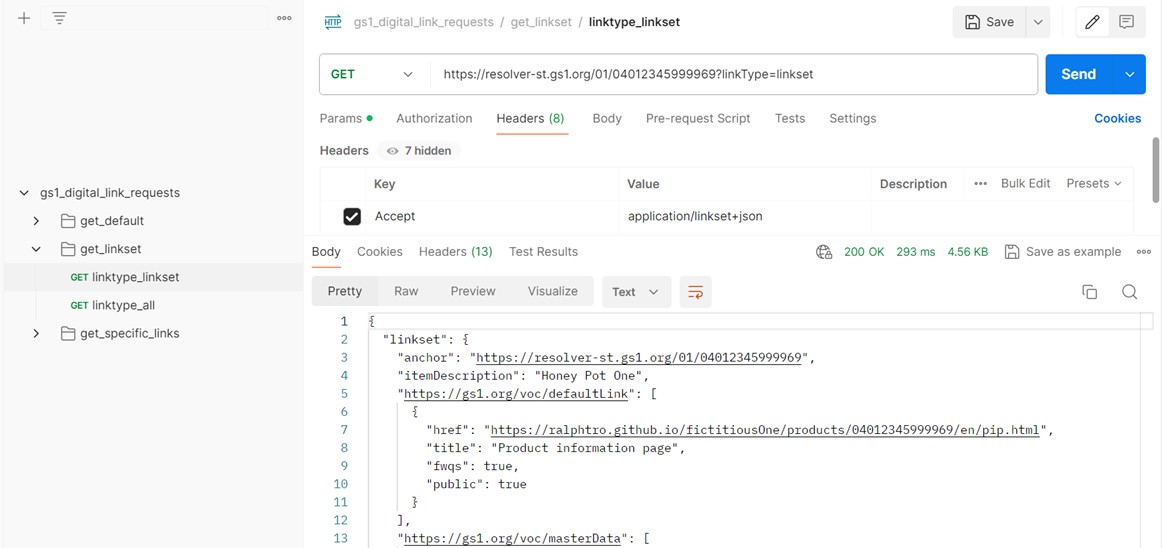 gs1_digital_link_requests
get_default
get_linkset
GET linktype_linkset
GET linktype_all
get_specific_links
HTTP gs1_digital_link_requests / get_linkset / linktype_linkset
Save
GET https://resolver-st.gs1.org/01/04012345999969?linkType=linkset Send
Params Authorization Headers (8) Body Pre-request Script Tests Settings Cookies
Headers 7 hidden
Key Value Description Bulk Edit Presets
Accept application/linkset+json
Body Cookies Headers (13) Test Results 200 OK 293 ms 4.56 KB Save as example
Pretty Raw Preview Visualize Text
1 {
2 "linkset": {
3 "anchor": "https://resolver-st.gs1.org/01/04012345999969",
4 "itemDescription": "Honey Pot One",
5 "https://gs1.org/voc/defaultLink": [
6 {
7 "href": "https://ralphtro.github.io/fictitiousOne/products/04012345999969/en/pip.html",
8 "title": "Product information page",
9 "fwqs": true,
10 "public": true
11 }
12 ],
13 "https://gs1.org/voc/masterData": [